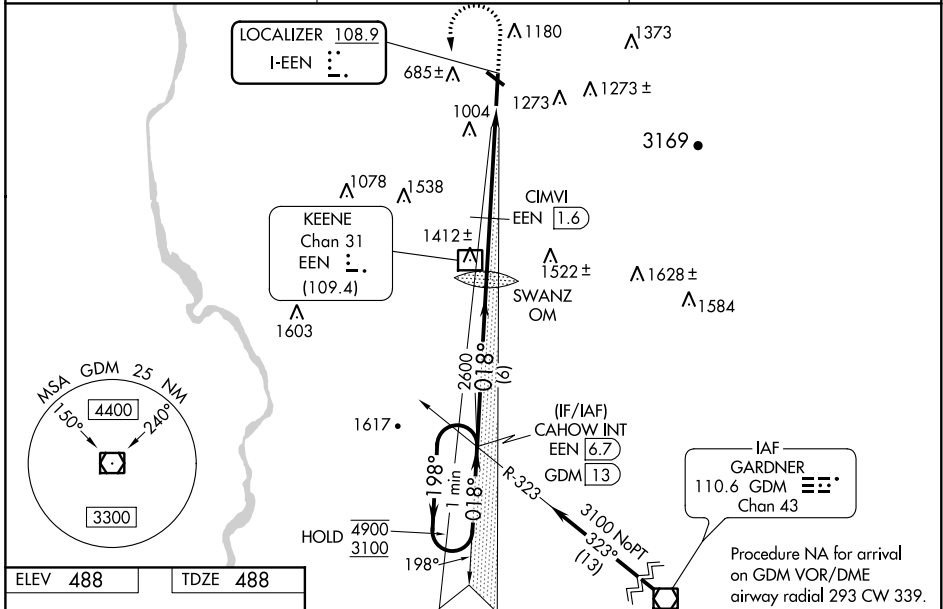 LOCALIZER 108.9
I-EEN
1180
1373
685±
1273
1273±
1004
3169
1078
1538
CIMVI
EEN 1.6
KEENE
Chan 31
EEN
(109.4)
1412±
1522±
1628±
SWANZ
OM
1584
1603
2600
018°
(6)
MSA GDM 25 NM
150°
4400
240°
3300
1617
(IF/IAF)
CAHOW INT
EEN 6.7
GDM 13
R-323
198°
1 min
018°
HOLD 4900
3100
198°
3100 NoPT
323°
(13)
IAF
GARDNER
110.6 GDM
Chan 43
Procedure NA for arrival
on GDM VOR/DME
airway radial 293 CW 339.
ELEV 488
TDZE 488